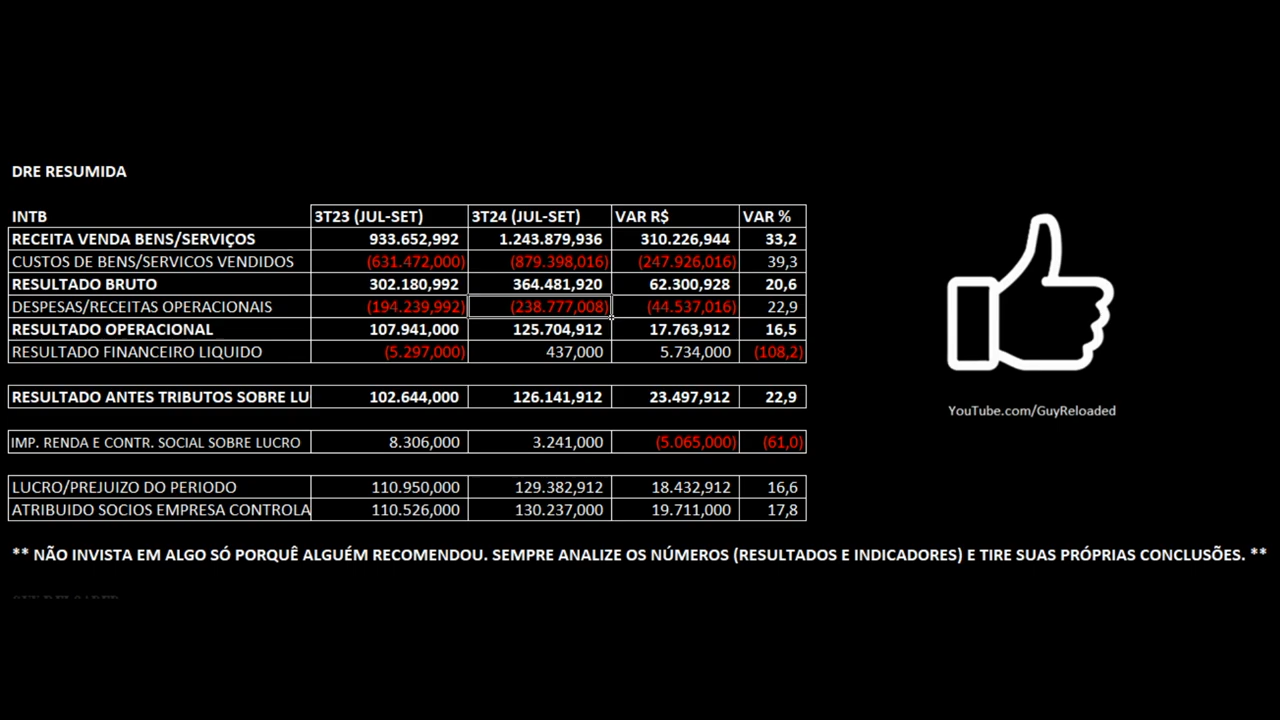 DRE RESUMIDA
INTB 3T23 (JUL-SET) 3T24 (JUL-SET) VAR R$ VAR %
RECEITA VENDA BENS/SERVIÇOS 933.652,992 1.243.879,936 310.226,944 33,2
CUSTOS DE BENS/SERVICOS VENDIDOS (631.472,000) (879.398,016) (247.926,016) 39,3
RESULTADO BRUTO 302.180,992 364.481,920 62.300,928 20,6
DESPESAS/RECEITAS OPERACIONAIS (194.239,992) (238.777,008) (44.537,016) 22,9
RESULTADO OPERACIONAL 107.941,000 125.704,912 17.763,912 16,5
RESULTADO FINANCEIRO LIQUIDO (5.297,000) 437,000 5.734,000 (108,2)
RESULTADO ANTES TRIBUTOS SOBRE LU 102.644,000 126.141,912 23.497,912 22,9
IMP. RENDA E CONTR. SOCIAL SOBRE LUCRO 8.306,000 3.241,000 (5.065,000) (61,0)
LUCRO/PREJUIZO DO PERIODO 110.950,000 129.382,912 18.432,912 16,6
ATRIBUIDO SOCIOS EMPRESA CONTROLA 110.526,000 130.237,000 19.711,000 17,8
YouTube.com/GuyReloaded
** NÃO INVISTA EM ALGO SÓ PORQUÊ ALGUÉM RECOMENDOU. SEMPRE ANALIZE OS NÚMEROS (RESULTADOS E INDICADORES) E TIRE SUAS PRÓPRIAS CONCLUSÕES. **